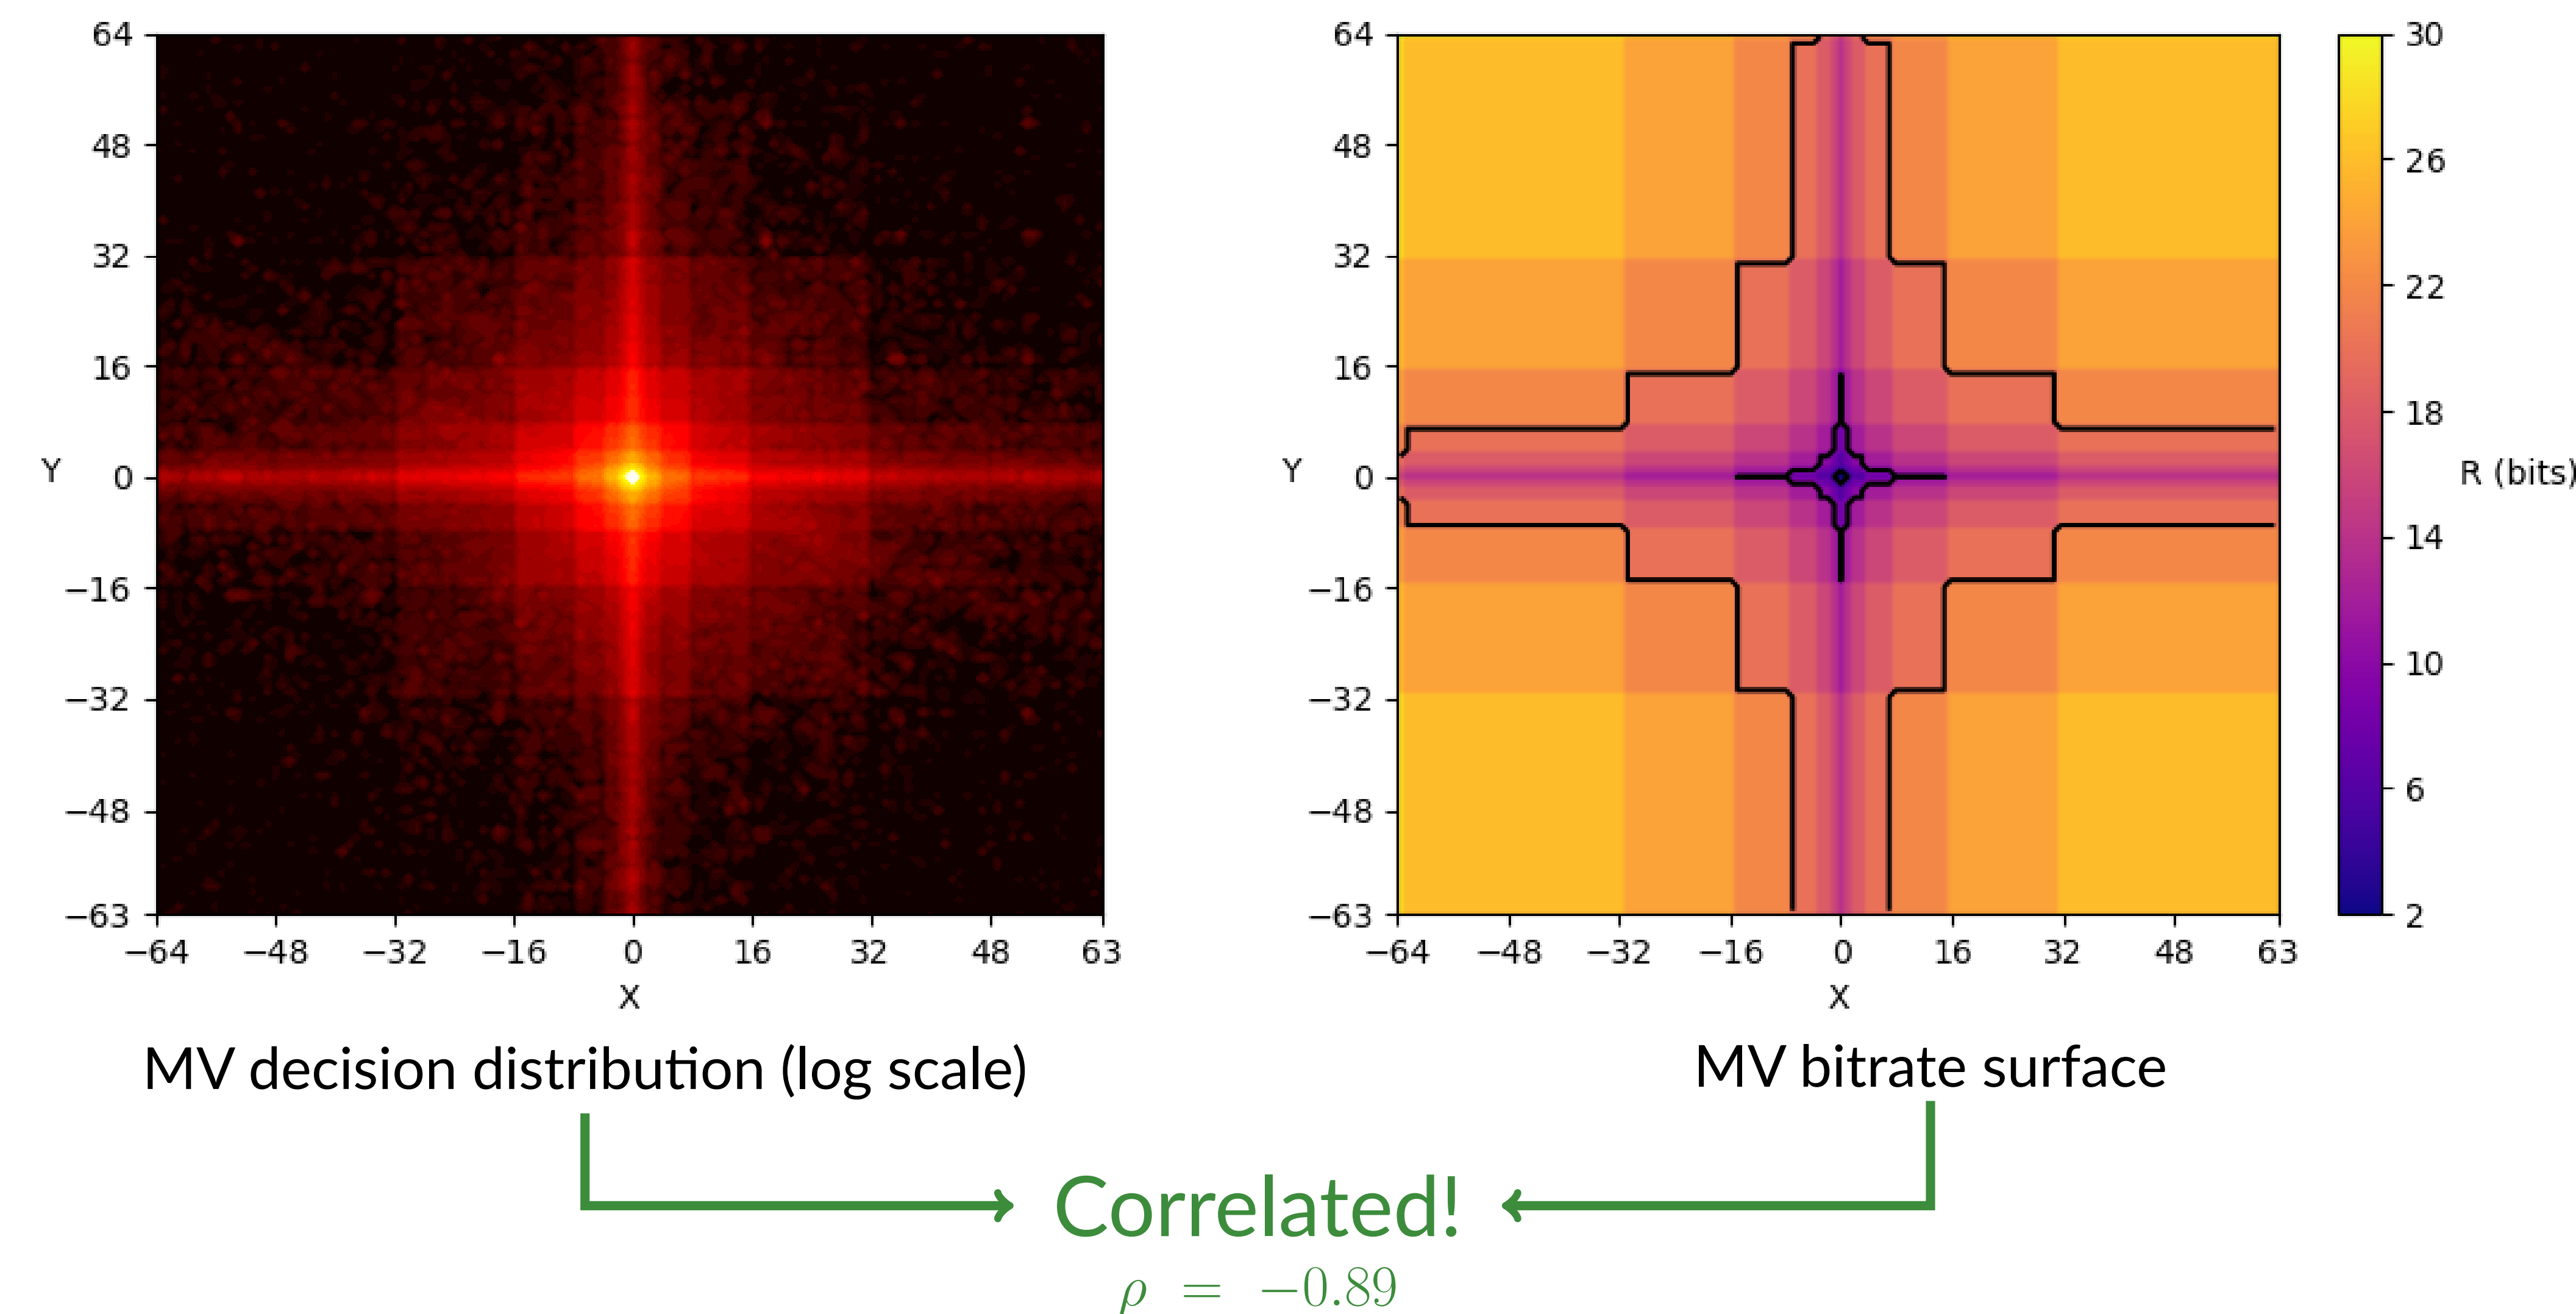 64
48
32
16
0
−16
−32
−48
−63
Y
−64 −48 −32 −16 0 16 32 48 63
X
64
48
32
16
0
−16
−32
−48
−63
Y
−64 −48 −32 −16 0 16 32 48 63
X
30
26
22
18
14
10
6
2
R (bits)
MV decision distribution (log scale)
MV bitrate surface
Correlated!
ρ = −0.89